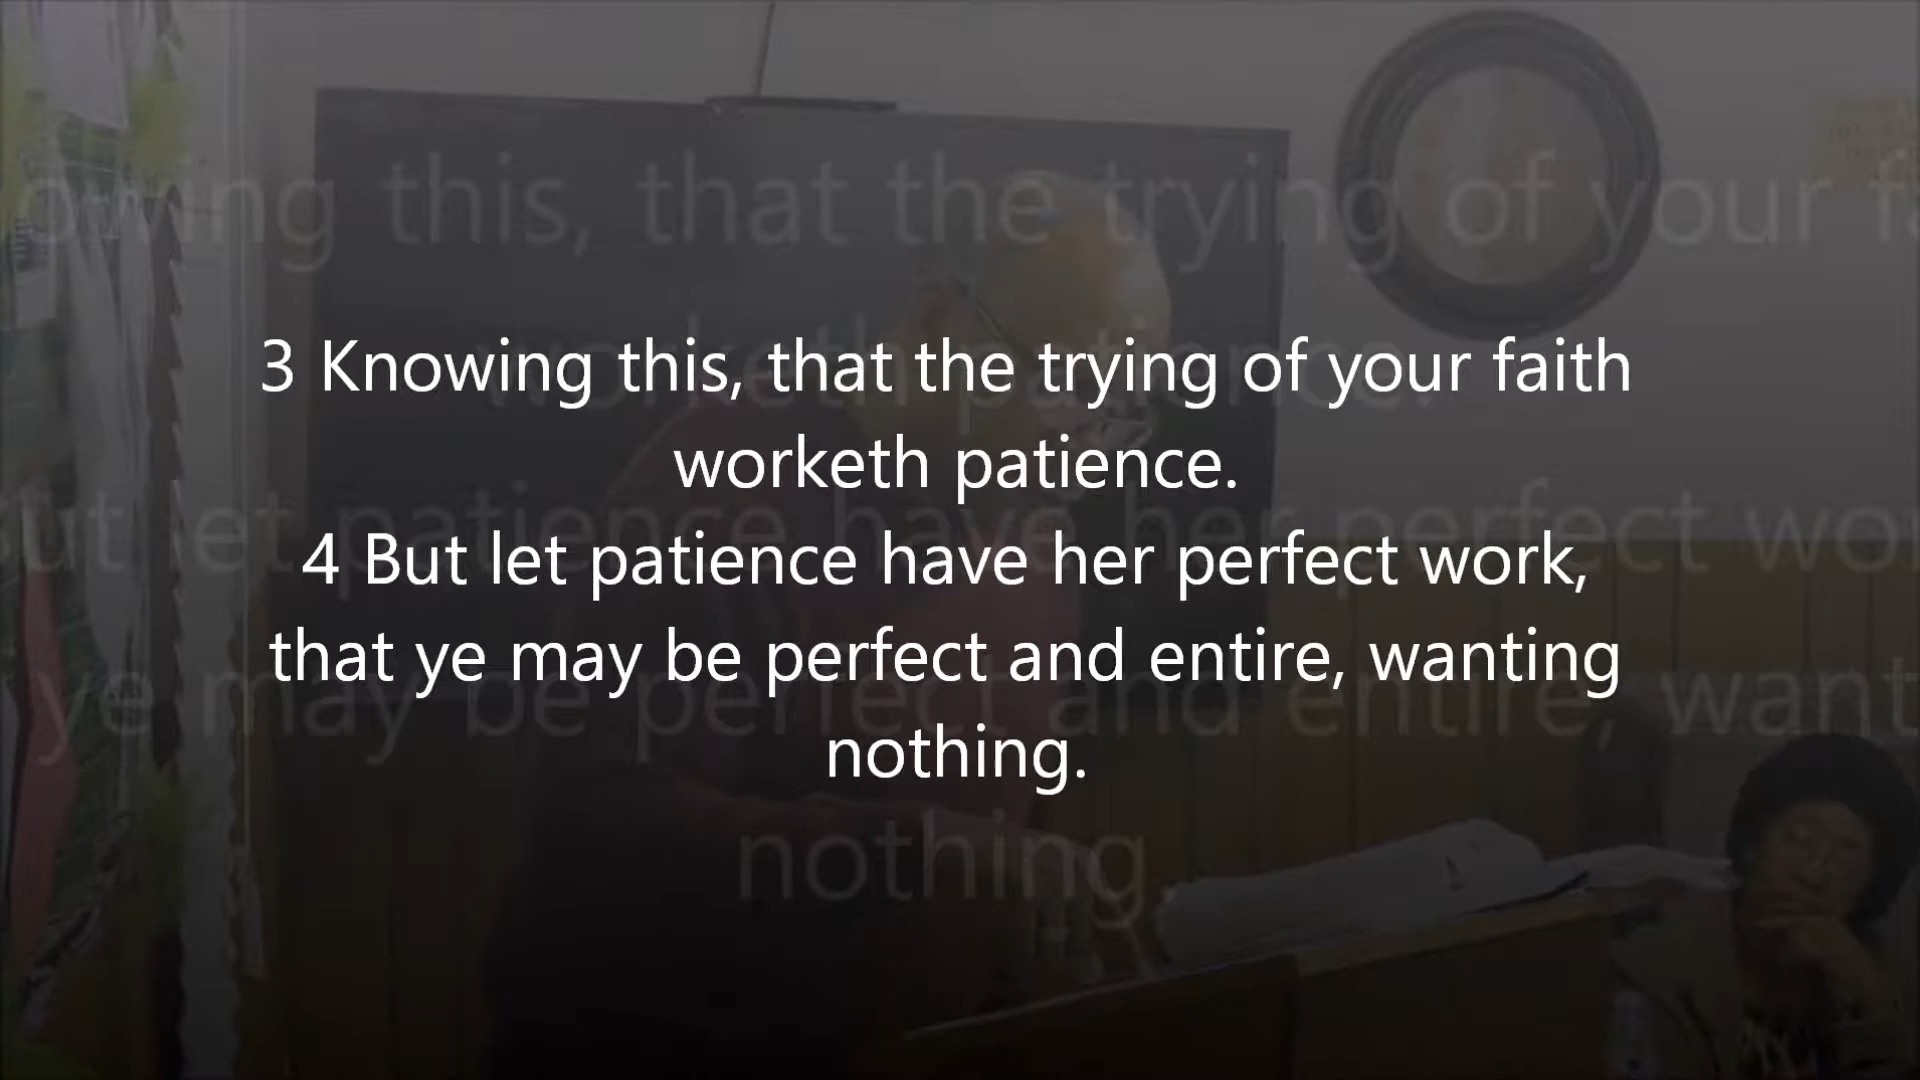 3 Knowing this, that the trying of your faith
worketh patience.
4 But let patience have her perfect work,
that ye may be perfect and entire, wanting
nothing.